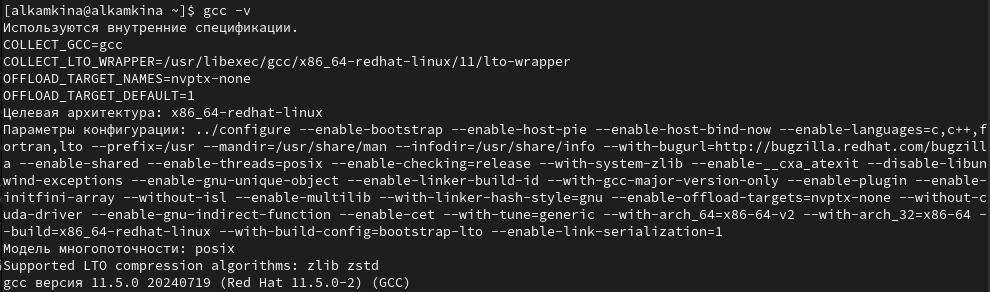 [alkamkina@alkamkina ~]$ gcc -v
Используются внутренние спецификации.
COLLECT_GCC=gcc
COLLECT_LTO_WRAPPER=/usr/libexec/gcc/x86_64-redhat-linux/11/lto-wrapper
OFFLOAD_TARGET_NAMES=nvptx-none
OFFLOAD_TARGET_DEFAULT=1
Целевая архитектура: x86_64-redhat-linux
Параметры конфигурации: ../configure --enable-bootstrap --enable-host-pie --enable-host-bind-now --enable-languages=c,c++,f
ortran,lto --prefix=/usr --mandir=/usr/share/man --infodir=/usr/share/info --with-bugurl=http://bugzilla.redhat.com/bugzill
a --enable-shared --enable-threads=posix --enable-checking=release --with-system-zlib --enable-__cxa_atexit --disable-libun
wind-exceptions --enable-gnu-unique-object --enable-linker-build-id --with-gcc-major-version-only --enable-plugin --enable-
initfini-array --without-isl --enable-multilib --with-linker-hash-style=gnu --enable-offload-targets=nvptx-none --without-c
uda-driver --enable-gnu-indirect-function --enable-cet --with-tune=generic --with-arch_64=x86-64-v2 --with-arch_32=x86-64 -
-build=x86_64-redhat-linux --with-build-config=bootstrap-lto --enable-link-serialization=1
Модель многопоточности: posix
Supported LTO compression algorithms: zlib zstd
gcc версия 11.5.0 20240719 (Red Hat 11.5.0-2) (GCC)